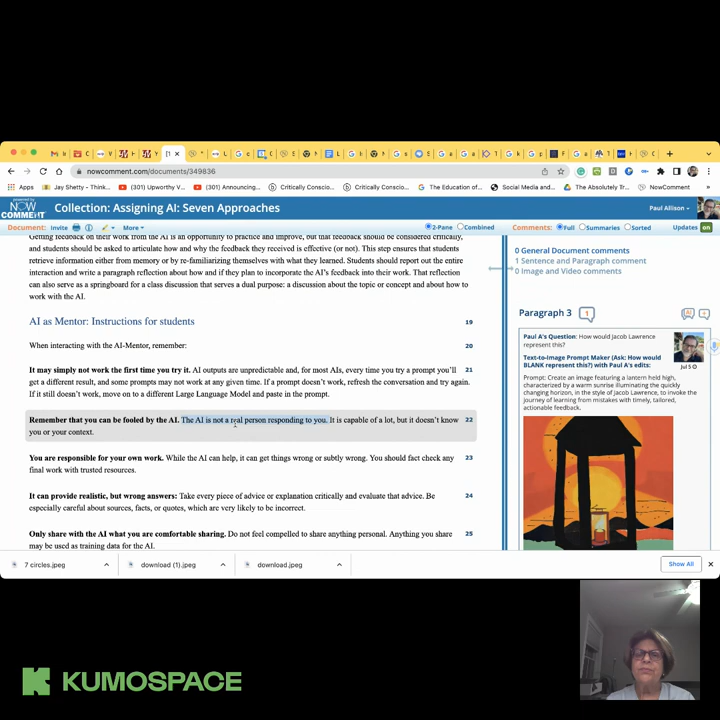 nowcomment.com/documents/349836
Apps
Jay Shetty - Think...
(301) Upworthy V...
(301) Announcing...
Critically Conscio...
Critically Conscio...
The Education of...
Social Media and...
The Absolutely Tr...
NowComment
powered by
NOW COMMENT
Collection: Assigning AI: Seven Approaches
Paul Allison
Document: Invite
More
2-Pane Combined
Comments: Full Summaries Sorted
Updates on
Getting feedback on their work from the AI is an opportunity to practice and improve, but that feedback should be considered critically,
and students should be asked to articulate how and why the feedback they received is effective (or not). This step ensures that students
retrieve information either from memory or by re-familiarizing themselves with what they learned. Students should report out the entire
interaction and write a paragraph reflection about how and if they plan to incorporate the AI's feedback into their work. That reflection
can also serve as a springboard for a class discussion that serves a dual purpose: a discussion about the topic or concept and about how to
work with the AI.
AI as Mentor: Instructions for students 19
When interacting with the AI-Mentor, remember: 20
It may simply not work the first time you try it. AI outputs are unpredictable and, for most AIs, every time you try a prompt you'll 21
get a different result, and some prompts may not work at any given time. If a prompt doesn't work, refresh the conversation and try again.
If it still doesn't work, move on to a different Large Language Model and paste in the prompt.
Remember that you can be fooled by the AI. The AI is not a real person responding to you. It is capable of a lot, but it doesn't know 22
you or your context.
You are responsible for your own work. While the AI can help, it can get things wrong or subtly wrong. You should fact check any 23
final work with trusted resources.
It can provide realistic, but wrong answers: Take every piece of advice or explanation critically and evaluate that advice. Be 24
especially careful about sources, facts, or quotes, which are very likely to be incorrect.
Only share with the AI what you are comfortable sharing. Do not feel compelled to share anything personal. Anything you share 25
may be used as training data for the AI.
0 General Document comments
1 Sentence and Paragraph comment
0 Image and Video comments
Paragraph 3 1
Paul A's Question: How would Jacob Lawrence
represent this?
Text-to-Image Prompt Maker (Ask: How would
BLANK represent this?) with Paul A's edits:
Jul 5
Prompt: Create an image featuring a lantern held high,
characterized by a warm sunrise illuminating the quickly
changing horizon, in the style of Jacob Lawrence, to invoke the
journey of learning from mistakes with timely, tailored,
actionable feedback.
7 circles.jpeg
download (1).jpeg
download.jpeg
Show All
KUMOSPACE